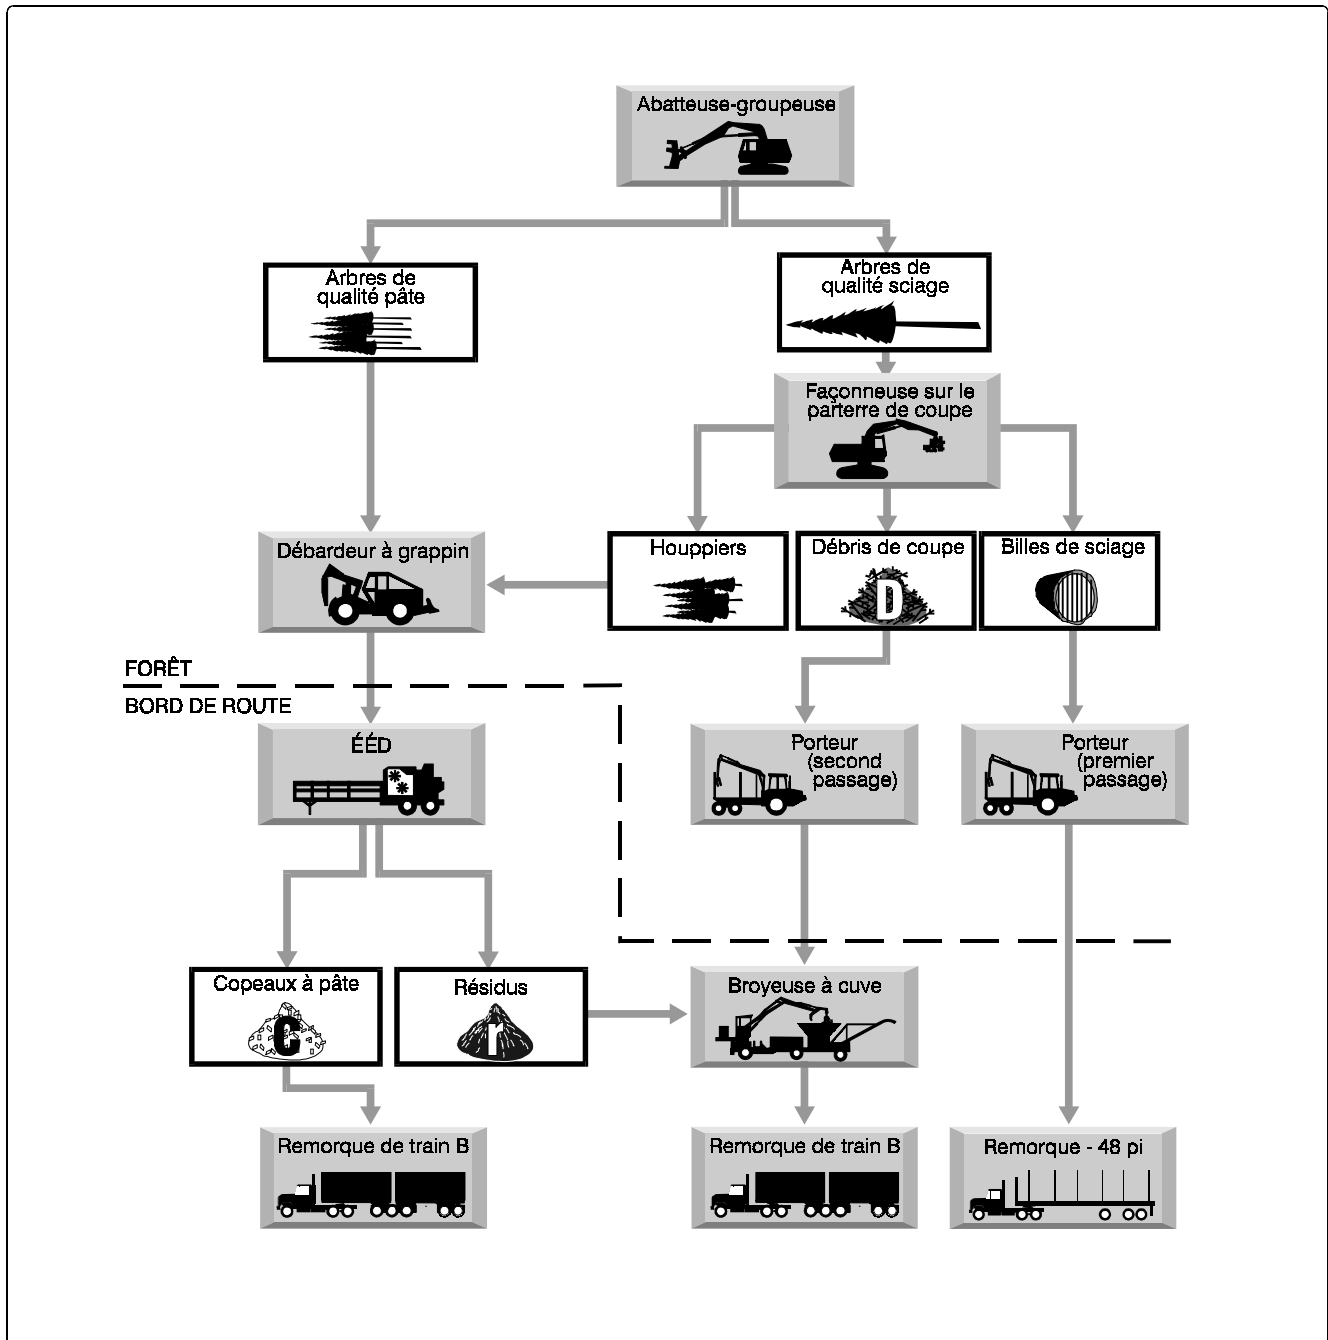 Abatteuse-groupeuse
Arbres de
qualité pâte
Arbres de
qualité sciage
Façonneuse sur le
parterre de coupe
Débardeur à grappin
Houppiers
Débris de coupe
D
Billes de sciage
FORÊT
BORD DE ROUTE
ÉÉD
Porteur
(second
passage)
Porteur
(premier
passage)
Copeaux à pâte
C
Résidus
r
Broyeuse à cuve
Remorque de train B
Remorque de train B
Remorque - 48 pi